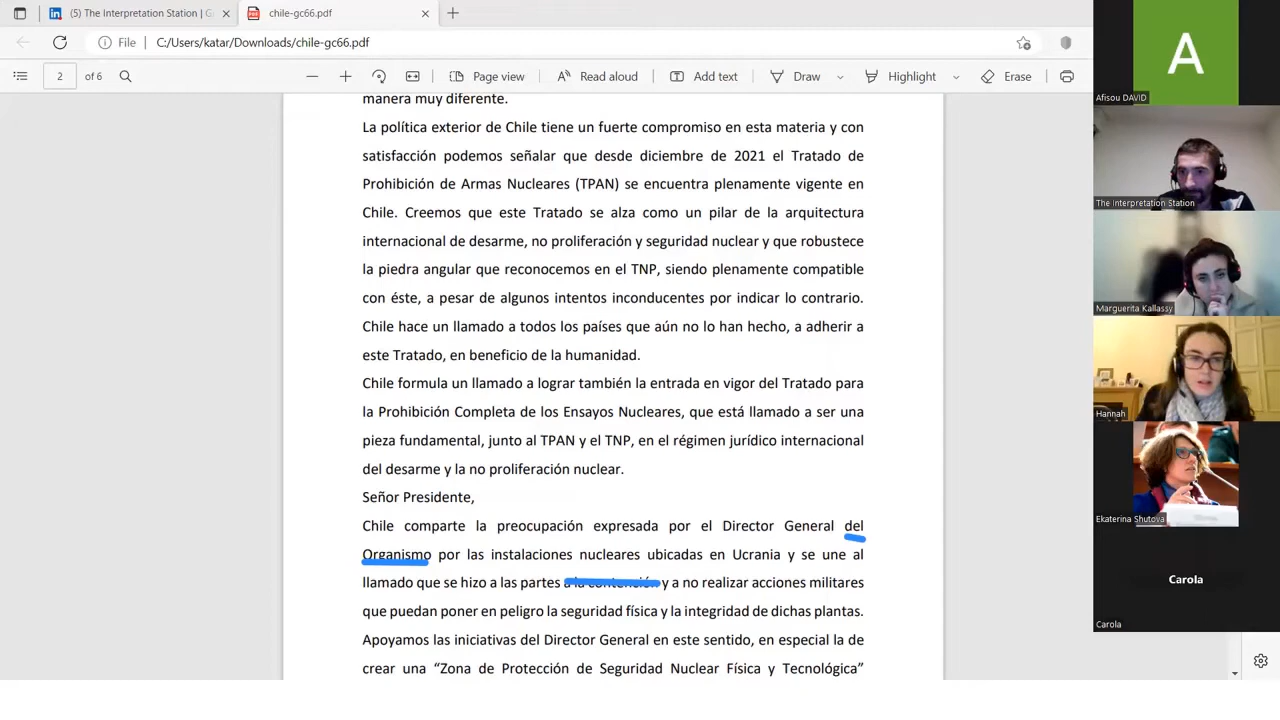 (5) The Interpretation Station | G
chile-gc66.pdf
File C:/Users/katar/Downloads/chile-gc66.pdf
2 of 6 Page view Read aloud Add text Draw Highlight Erase
manera muy diferente.
La política exterior de Chile tiene un fuerte compromiso en esta materia y con
satisfacción podemos señalar que desde diciembre de 2021 el Tratado de
Prohibición de Armas Nucleares (TPAN) se encuentra plenamente vigente en
Chile. Creemos que este Tratado se alza como un pilar de la arquitectura
internacional de desarme, no proliferación y seguridad nuclear y que robustece
la piedra angular que reconocemos en el TNP, siendo plenamente compatible
con éste, a pesar de algunos intentos inconducentes por indicar lo contrario.
Chile hace un llamado a todos los países que aún no lo han hecho, a adherir a
este Tratado, en beneficio de la humanidad.
Chile formula un llamado a lograr también la entrada en vigor del Tratado para
la Prohibición Completa de los Ensayos Nucleares, que está llamado a ser una
pieza fundamental, junto al TPAN y el TNP, en el régimen jurídico internacional
del desarme y la no proliferación nuclear.
Señor Presidente,
Chile comparte la preocupación expresada por el Director General del
Organismo por las instalaciones nucleares ubicadas en Ucrania y se une al
llamado que se hizo a las partes a la contención y a no realizar acciones militares
que puedan poner en peligro la seguridad física y la integridad de dichas plantas.
Apoyamos las iniciativas del Director General en este sentido, en especial la de
crear una “Zona de Protección de Seguridad Nuclear Física y Tecnológica”
A
Afisou DAVID
The Interpretation Station
Marguerita Kallassy
Hannah
Ekaterina Shutova
Carola
Carola